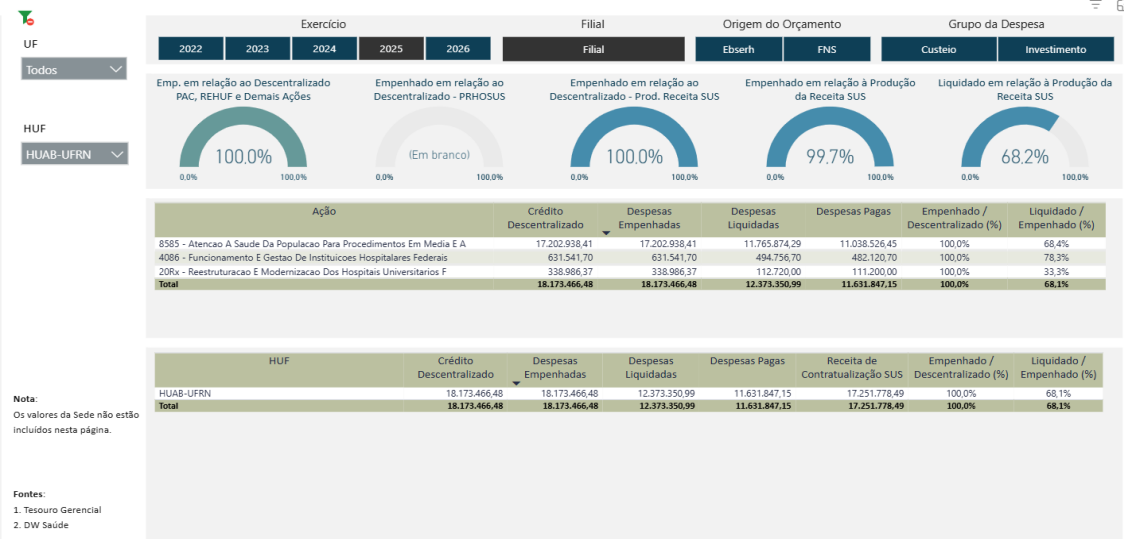 Exercício
Filial
Origem do Orçamento
Grupo da Despesa
UF
Todos
2022 2023 2024 2025 2026
Filial
Ebserh FNS
Custeio Investimento
Emp. em relação ao Descentralizado
PAC, REHUF e Demais Ações
100,0%
0,0% 100,0%
Empenhado em relação ao
Descentralizado - PRHOSUS
(Em branco)
0,0% 100,0%
Empenhado em relação ao
Descentralizado - Prod. Receita SUS
100,0%
0,0% 100,0%
Empenhado em relação à Produção
da Receita SUS
99,7%
0,0% 100,0%
Liquidado em relação à Produção da
Receita SUS
68,2%
0,0% 100,0%
HUF
HUAB-UFRN
Ação Crédito Descentralizado Despesas Empenhadas Despesas Liquidadas Despesas Pagas Empenhado / Descentralizado (%) Liquidado / Empenhado (%)
8585 - Atencao A Saude Da Populacao Para Procedimentos Em Media E A 17.202.938,41 17.202.938,41 11.765.874,29 11.038.526,45 100,0% 68,4%
4086 - Funcionamento E Gestao De Instituicoes Hospitalares Federais 631.541,70 631.541,70 494.756,70 482.120,70 100,0% 78,3%
20Rx - Reestruturacao E Modernizacao Dos Hospitais Universitarios F 338.986,37 338.986,37 112.720,00 111.200,00 100,0% 33,3%
Total 18.173.466,48 18.173.466,48 12.373.350,99 11.631.847,15 100,0% 68,1%
HUF Crédito Descentralizado Despesas Empenhadas Despesas Liquidadas Despesas Pagas Receita de Contratualização SUS Empenhado / Descentralizado (%) Liquidado / Empenhado (%)
HUAB-UFRN 18.173.466,48 18.173.466,48 12.373.350,99 11.631.847,15 17.251.778,49 100,0% 68,1%
Total 18.173.466,48 18.173.466,48 12.373.350,99 11.631.847,15 17.251.778,49 100,0% 68,1%
Nota:
Os valores da Sede não estão
incluídos nesta página.
Fontes:
1. Tesouro Gerencial
2. DW Saúde